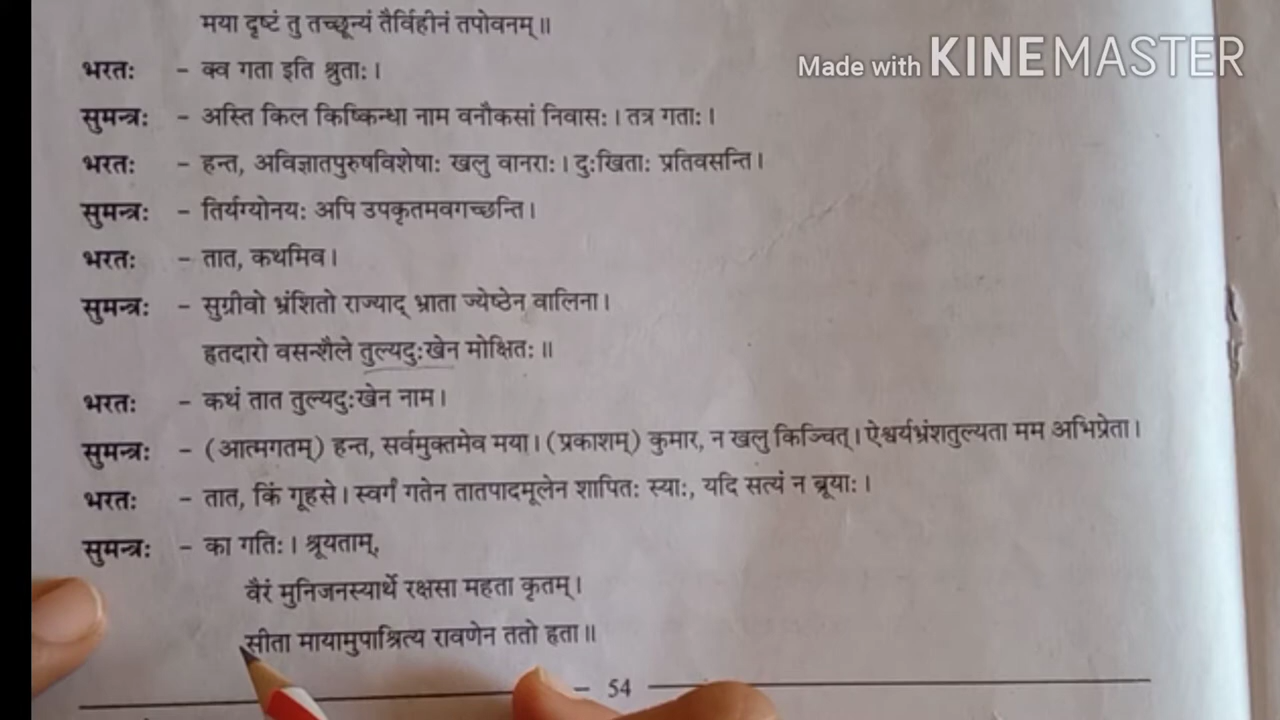 मया दृष्टं तु तच्छून्यं तैर्विहीनं तपोवनम्॥
Made with KINEMASTER
भरतः - क्व गता इति श्रुताः।
सुमन्त्रः - अस्ति किल किष्किन्धा नाम वनौकसां निवासः। तत्र गताः।
भरतः - हन्त, अविज्ञातपुरुषविशेषाः खलु वानराः। दुःखिताः प्रतिवसन्ति।
सुमन्त्रः - तिर्यग्योनयः अपि उपकृतमवगच्छन्ति।
भरतः - तात, कथमिव।
सुमन्त्रः - सुग्रीवो भ्रंशितो राज्याद् भ्राता ज्येष्ठेन वालिना।
हृतदारो वसन्शैले तुल्यदुःखेन मोक्षितः॥
भरतः - कथं तात तुल्यदुःखेन नाम।
सुमन्त्रः - (आत्मगतम्) हन्त, सर्वमुक्तमेव मया। (प्रकाशम्) कुमार, न खलु किञ्चित्। ऐश्वर्यभ्रंशतुल्यता मम अभिप्रेता।
भरतः - तात, किं गूहसे। स्वर्गं गतेन तातपादमूलेन शापितः स्याः, यदि सत्यं न ब्रूयाः।
सुमन्त्रः - का गतिः। श्रूयताम्,
वैरं मुनिजनस्यार्थे रक्षसा महता कृतम्।
सीता मायामुपाश्रित्य रावणेन ततो हृता॥
- 54